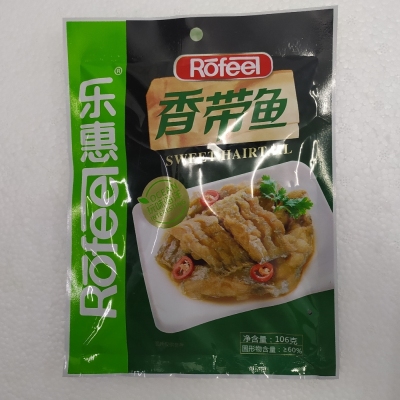 Rofeel
乐惠
®
Rofeel
香带鱼
SWEET HAIRTAIL
净含量：106克
固形物含量：≥60%